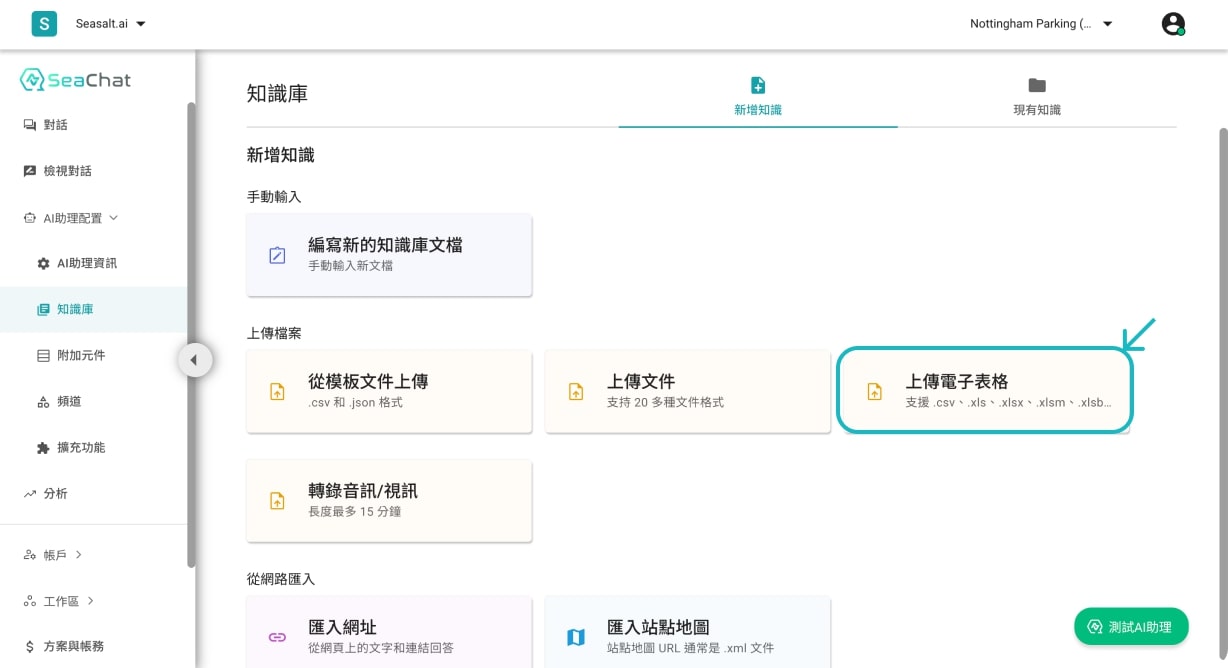 S
Seasalt.ai
Nottingham Parking (...
SeaChat
對話
檢視對話
AI助理配置
AI助理資訊
知識庫
附加元件
頻道
擴充功能
分析
帳戶
工作區
方案與帳務
知識庫
新增知識
現有知識
新增知識
手動輸入
編寫新的知識庫文檔
手動輸入新文檔
上傳檔案
從模板文件上傳
.csv 和 .json 格式
上傳文件
支持 20 多種文件格式
上傳電子表格
支援 .csv、.xls、.xlsx、.xlsm、.xlsb...
轉錄音訊/視訊
長度最多 15 分鐘
從網路匯入
匯入網址
從網頁上的文字和連結回答
匯入站點地圖
站點地圖 URL 通常是 .xml 文件
測試AI助理